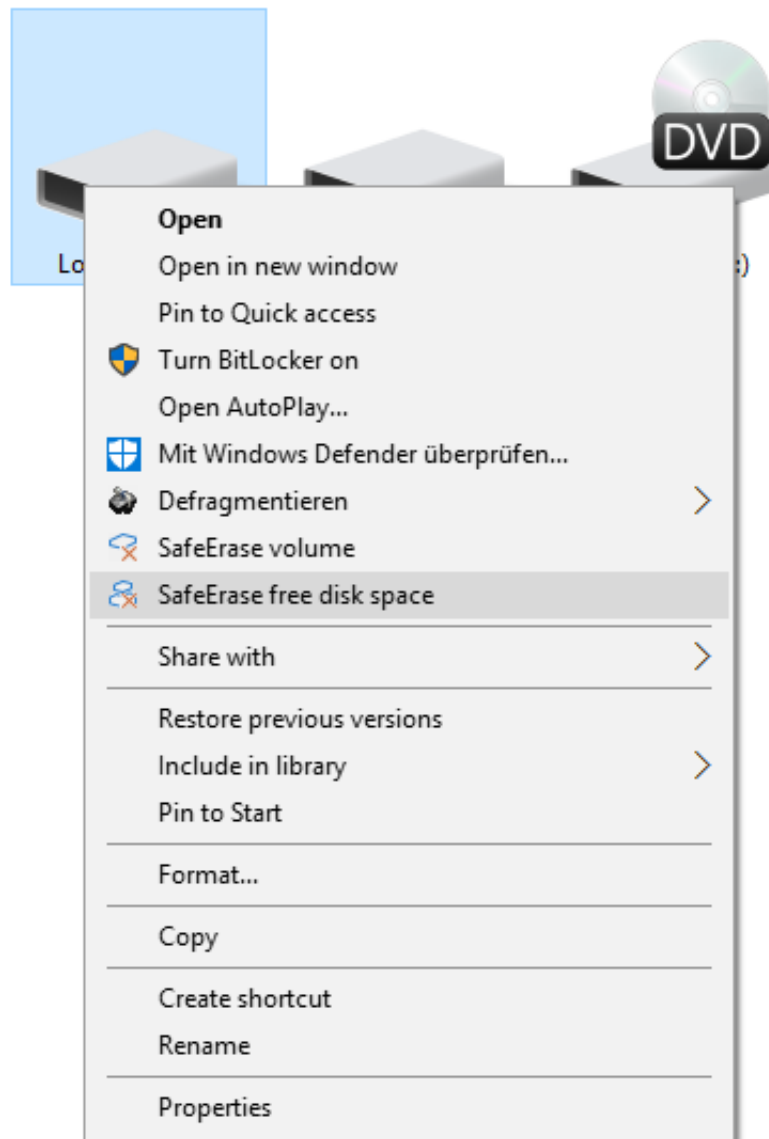 DVD
Lo
:)
Open
Open in new window
Pin to Quick access
Turn BitLocker on
Open AutoPlay...
Mit Windows Defender überprüfen...
Defragmentieren
SafeErase volume
SafeErase free disk space
Share with
Restore previous versions
Include in library
Pin to Start
Format...
Copy
Create shortcut
Rename
Properties